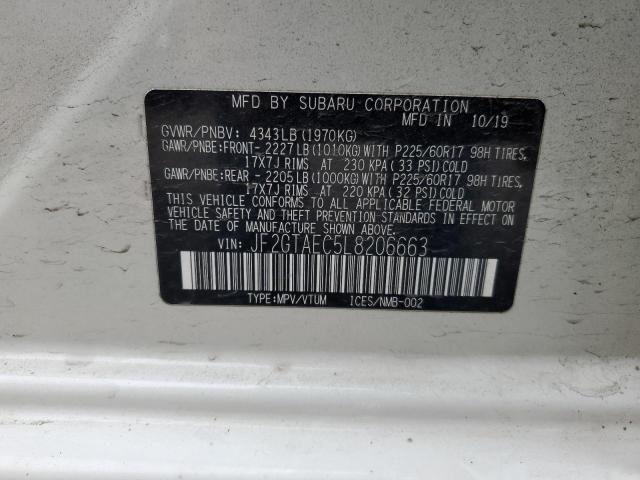 MFD BY SUBARU CORPORATION
MFD IN 10/19
GVWR/PNBV: 4343LB (1970KG)
GAWR/PNBE:FRONT- 2227LB (1010KG) WITH P225/60R17 98H TIRES,
17X7J RIMS AT 230 KPA (33 PSI) COLD
GAWR/PNBE:REAR - 2205LB (1000KG) WITH P225/60R17 98H TIRES,
17X7J RIMS AT 220 KPA (32 PSI) COLD
THIS VEHICLE CONFORMS TO ALL APPLICABLE FEDERAL MOTOR
VEHICLE SAFETY AND THEFT PREVENTION STANDARDS IN EFFECT ON
THE DATE OF MANUFACTURE SHOWN ABOVE.
VIN: JF2GTAEC5L8206663
TYPE:MPV/VTUM ICES/NMB-002